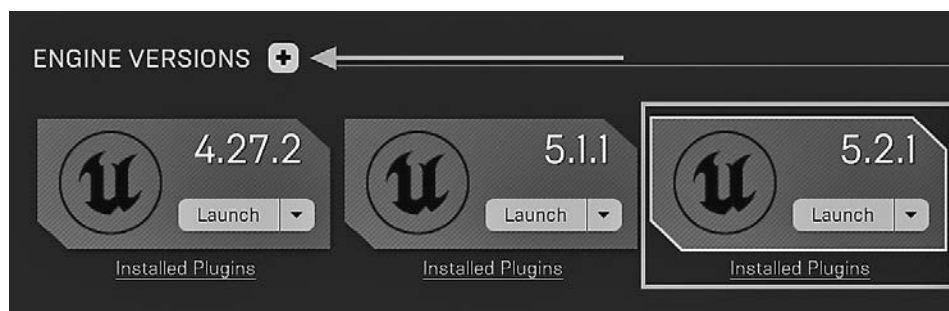 ENGINE VERSIONS
4.27.2
Launch
Installed Plugins
5.1.1
Launch
Installed Plugins
5.2.1
Launch
Installed Plugins